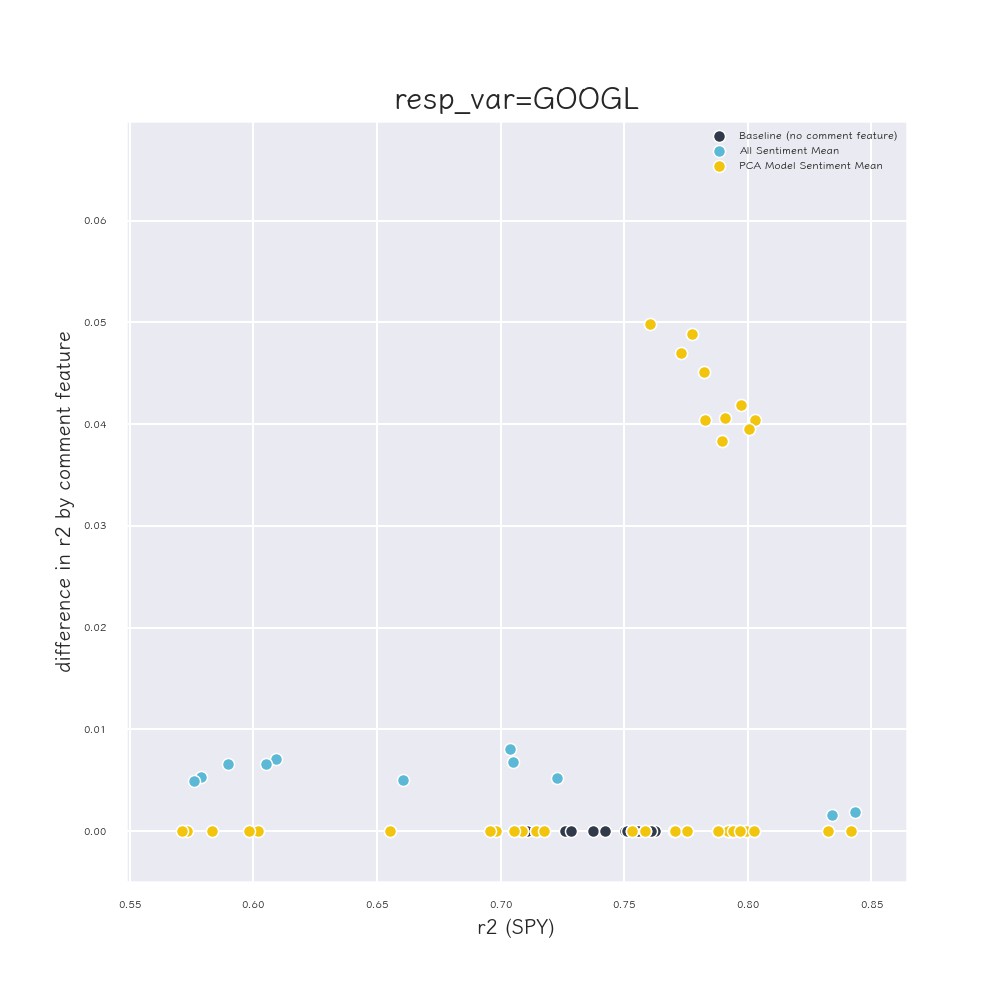 resp_var=GOOGL
Baseline (no comment feature)
All Sentiment Mean
PCA Model Sentiment Mean
difference in r2 by comment feature
0.06
0.05
0.04
0.03
0.02
0.01
0.00
0.55 0.60 0.65 0.70 0.75 0.80 0.85
r2 (SPY)